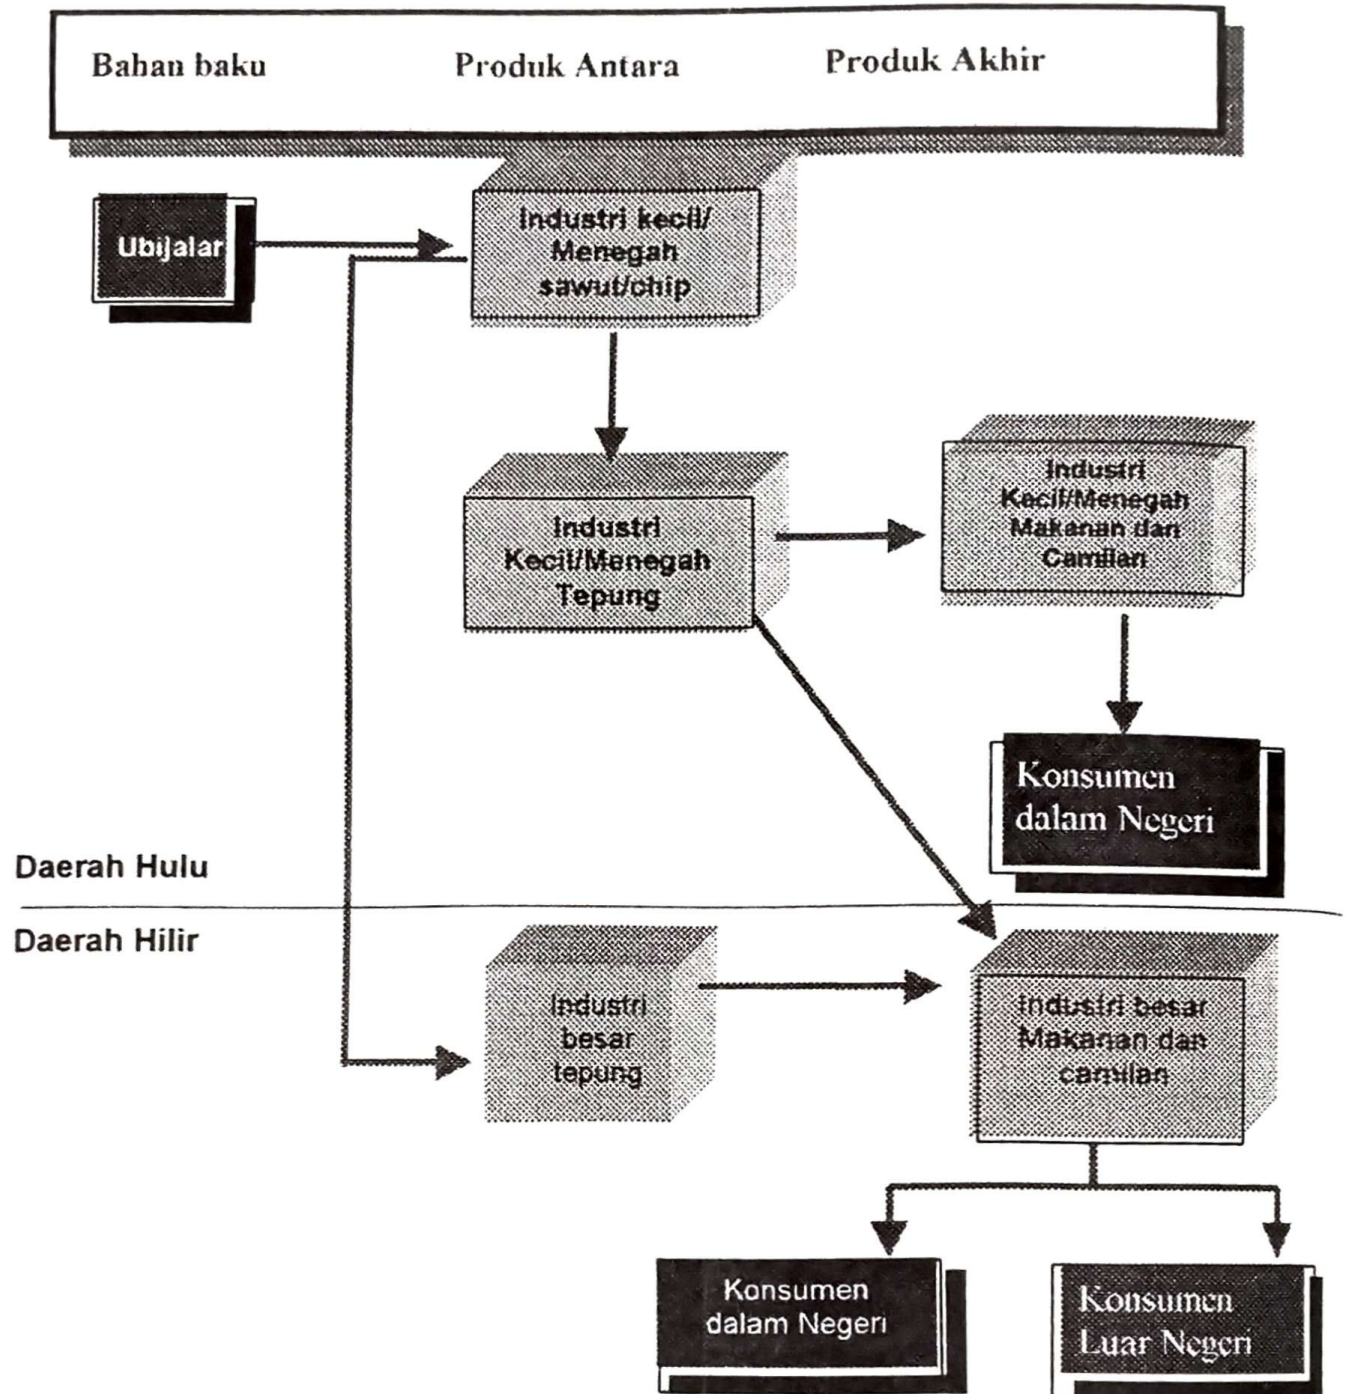 Bahan baku Produk Antara Produk Akhir
Ubijalar
Industri kecil/
Menegah
sawut/chip
Industri
Kecil/Menegah
Tepung
Industri
Kecil/Menegah
Makanan dan
Camilan
Konsumen
dalam Negeri
Daerah Hulu
Daerah Hilir
Industri
besar
tepung
Industri besar
Makanan dan
camilan
Konsumen
dalam Negeri
Konsumen
Luar Negeri